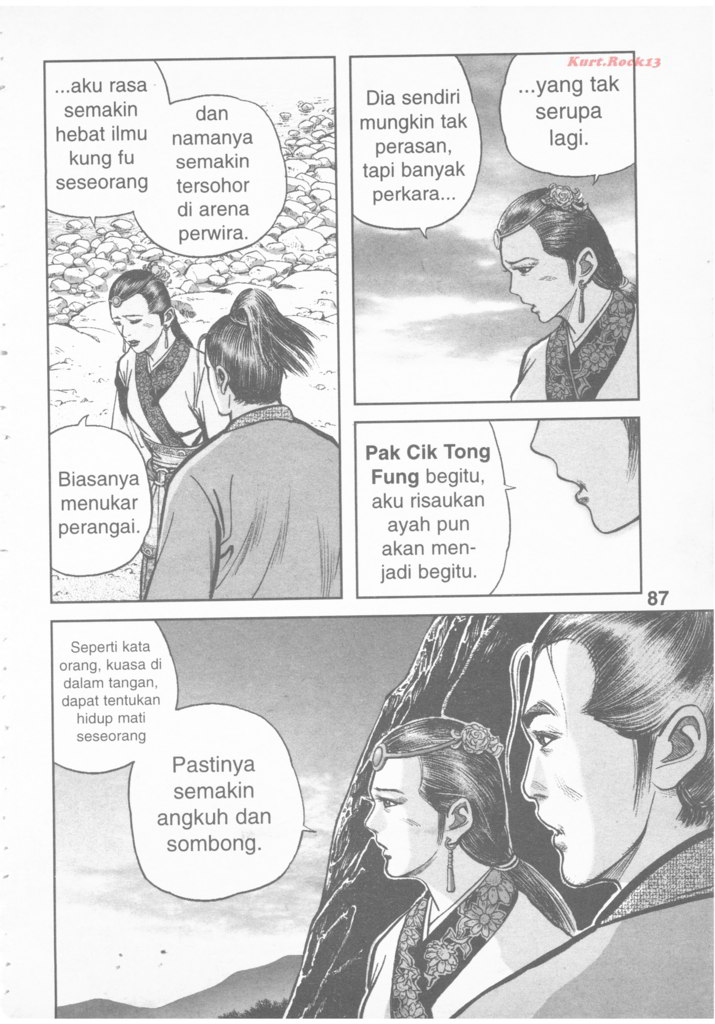 Kurt.Rock13
...aku rasa
semakin
hebat ilmu
kung fu
seseorang
dan
namanya
semakin
tersohor
di arena
perwira.
Biasanya
menukar
perangai.
Dia sendiri
mungkin tak
perasan,
tapi banyak
perkara...
...yang tak
serupa
lagi.
Pak Cik Tong
Fung begitu,
aku risaukan
ayah pun
akan men-
jadi begitu.
87
Seperti kata
orang, kuasa di
dalam tangan,
dapat tentukan
hidup mati
seseorang
Pastinya
semakin
angkuh dan
sombong.